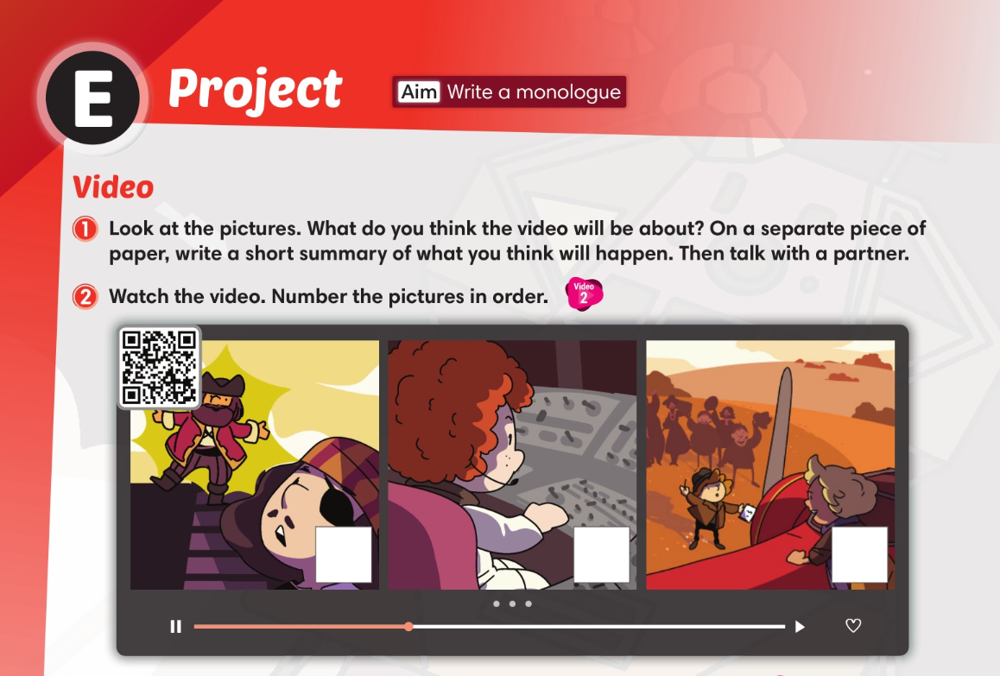 E
Project
Aim Write a monologue
Video
1 Look at the pictures. What do you think the video will be about? On a separate piece of
paper, write a short summary of what you think will happen. Then talk with a partner.
2 Watch the video. Number the pictures in order.
Video
2